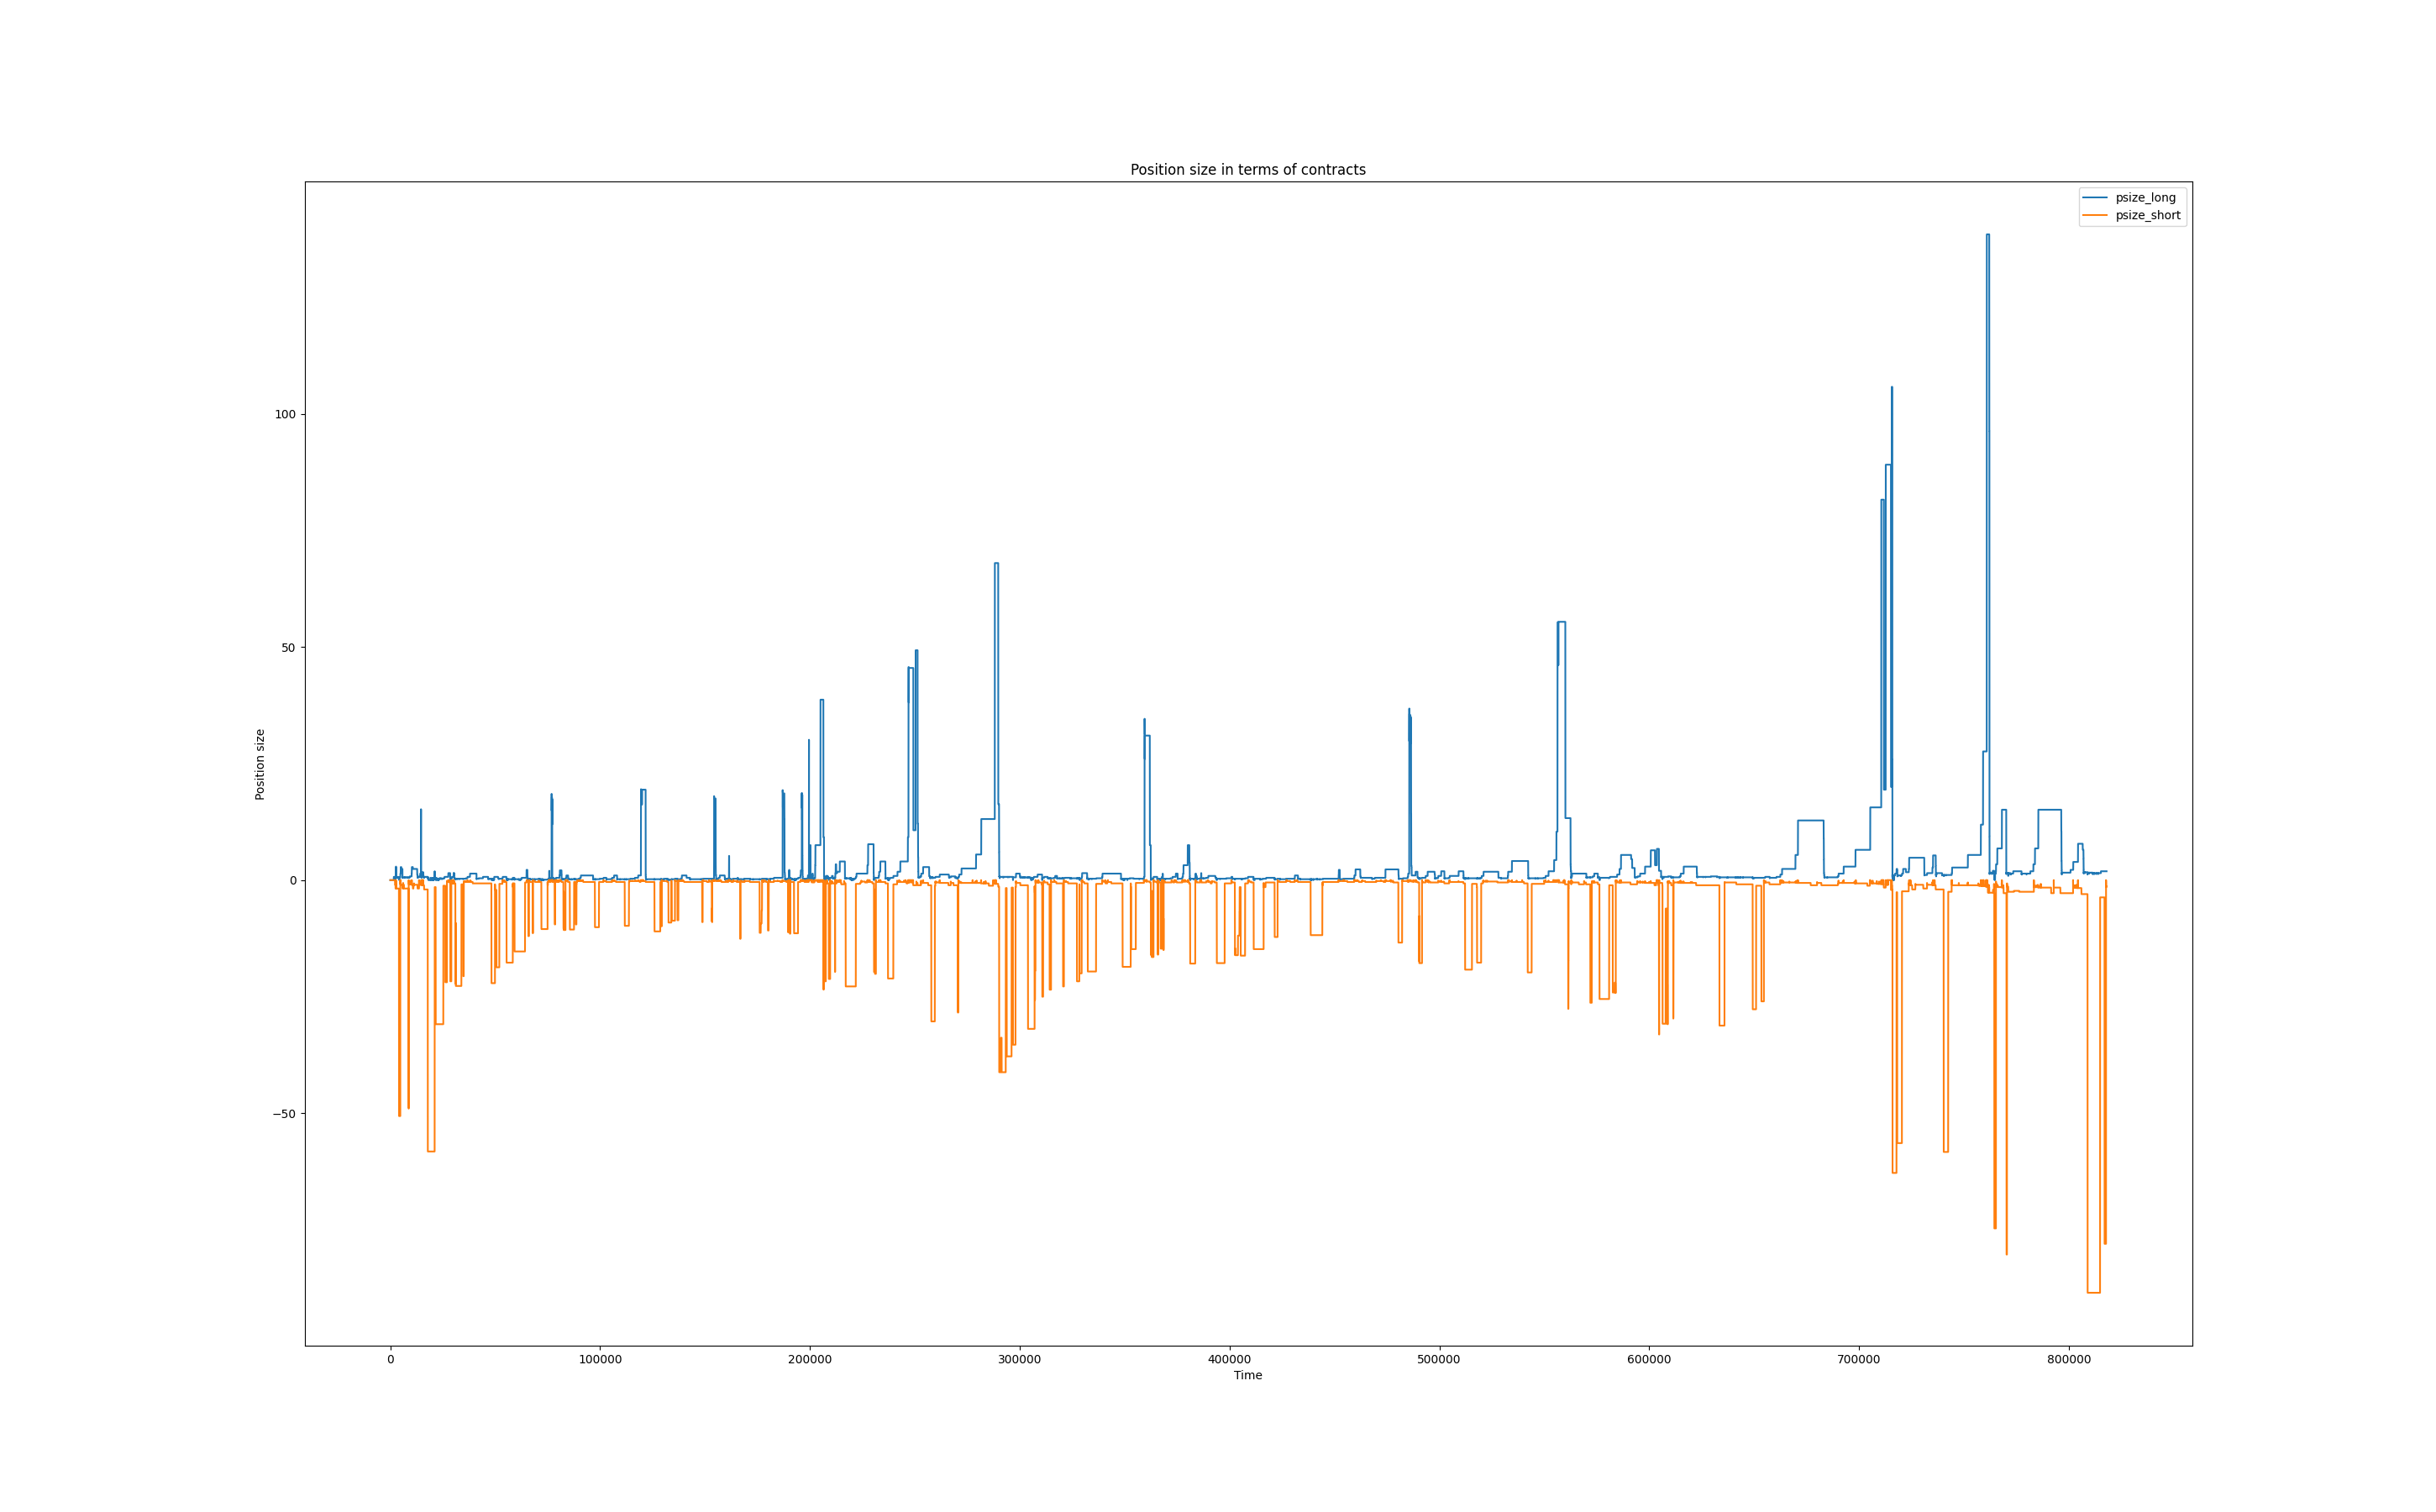 Position size in terms of contracts
psize_long
psize_short
100
50
0
−50
Position size
0
100000
200000
300000
400000
500000
600000
700000
800000
Time